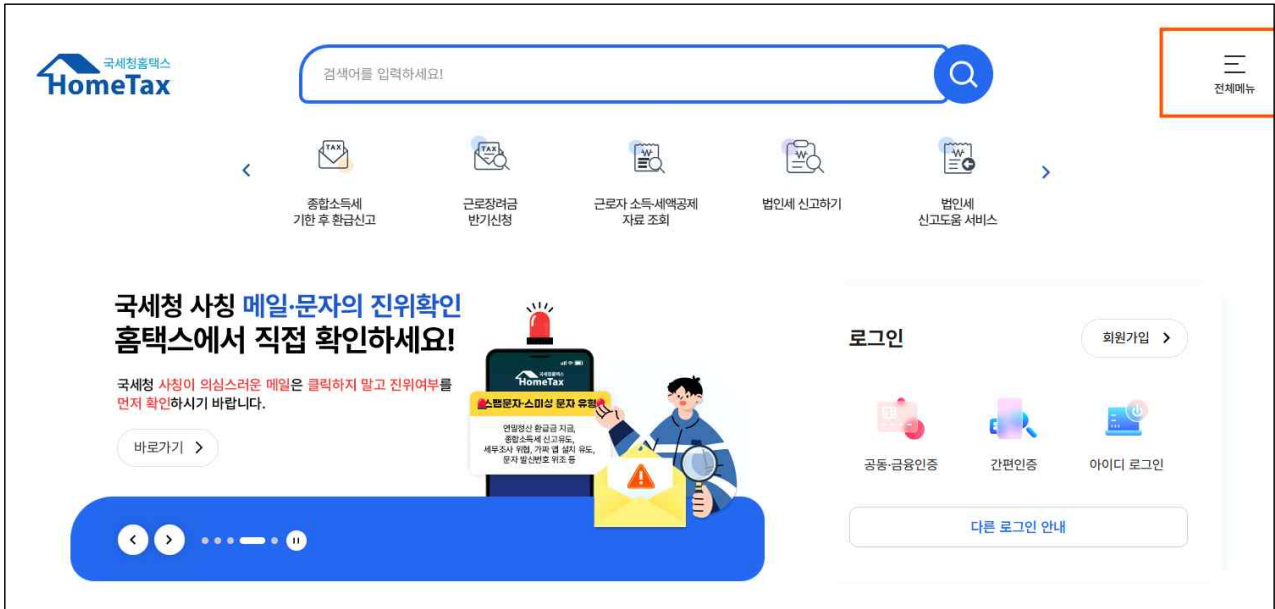 국세청홈택스
HomeTax
검색어를 입력하세요!
전체메뉴
TAX
TAX
종합소득세
기한 후 환급신고
근로장려금
반기신청
근로자 소득·세액공제
자료 조회
법인세 신고하기
법인세
신고도움 서비스
국세청 사칭 메일·문자의 진위확인
홈택스에서 직접 확인하세요!
국세청 사칭이 의심스러운 메일은 클릭하지 말고 진위여부를
먼저 확인하시기 바랍니다.
바로가기
국세청홈택스
HomeTax
스팸문자·스미싱 문자 유형
연말정산 환급금 지급,
종합소득세 신고유도,
세무조사 위협, 가짜 앱 설치 유도,
문자 발신번호 위조 등
로그인
회원가입
공동·금융인증
간편인증
아이디 로그인
다른 로그인 안내